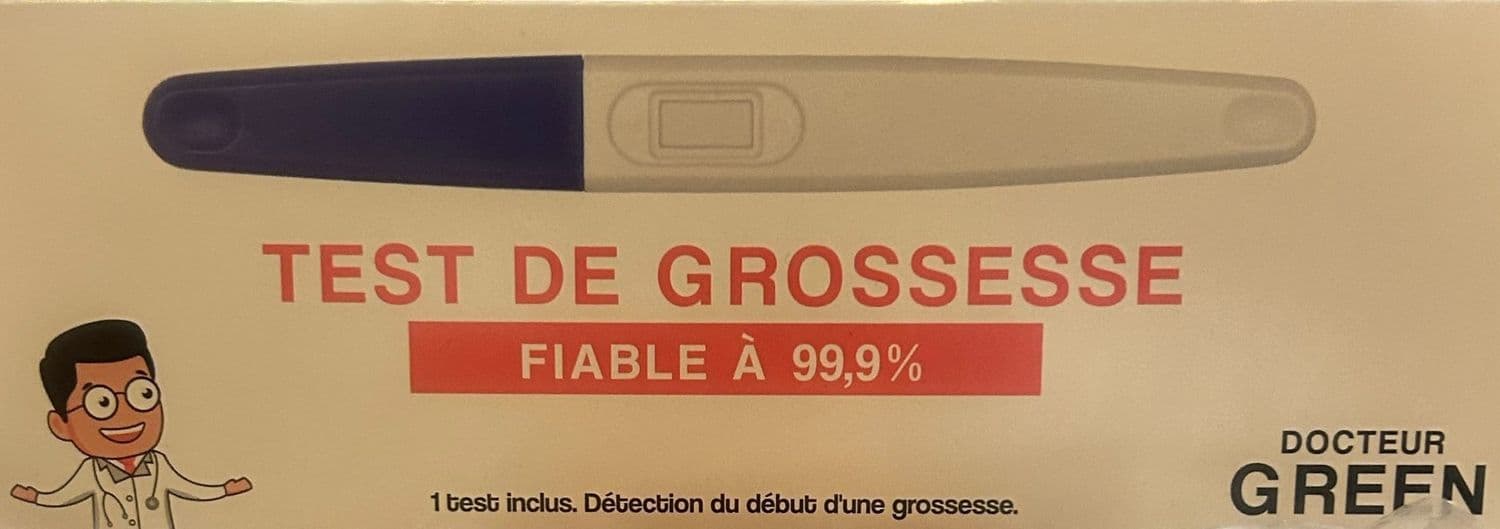 TEST DE GROSSESSE
FIABLE À 99,9%
1 test inclus. Détection du début d'une grossesse.
DOCTEUR
GREEN